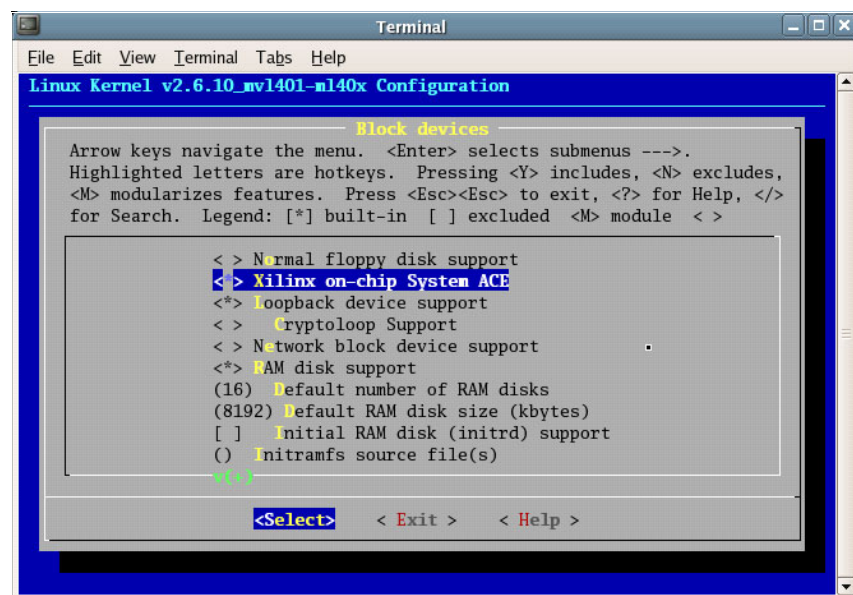 Terminal
File Edit View Terminal Tabs Help
Linux Kernel v2.6.10_mvl401-ml40x Configuration
Block devices
Arrow keys navigate the menu. <Enter> selects submenus --->.
Highlighted letters are hotkeys. Pressing <Y> includes, <N> excludes,
<M> modularizes features. Press <Esc><Esc> to exit, <?> for Help, </>
for Search. Legend: [*] built-in [ ] excluded <M> module < >
< > Normal floppy disk support
<*> Xilinx on-chip System ACE
<*> Loopback device support
< > Cryptoloop Support
< > Network block device support
<*> RAM disk support
(16) Default number of RAM disks
(8192) Default RAM disk size (kbytes)
[ ] Initial RAM disk (initrd) support
() Initramfs source file(s)
v(+)
<Select> < Exit > < Help >